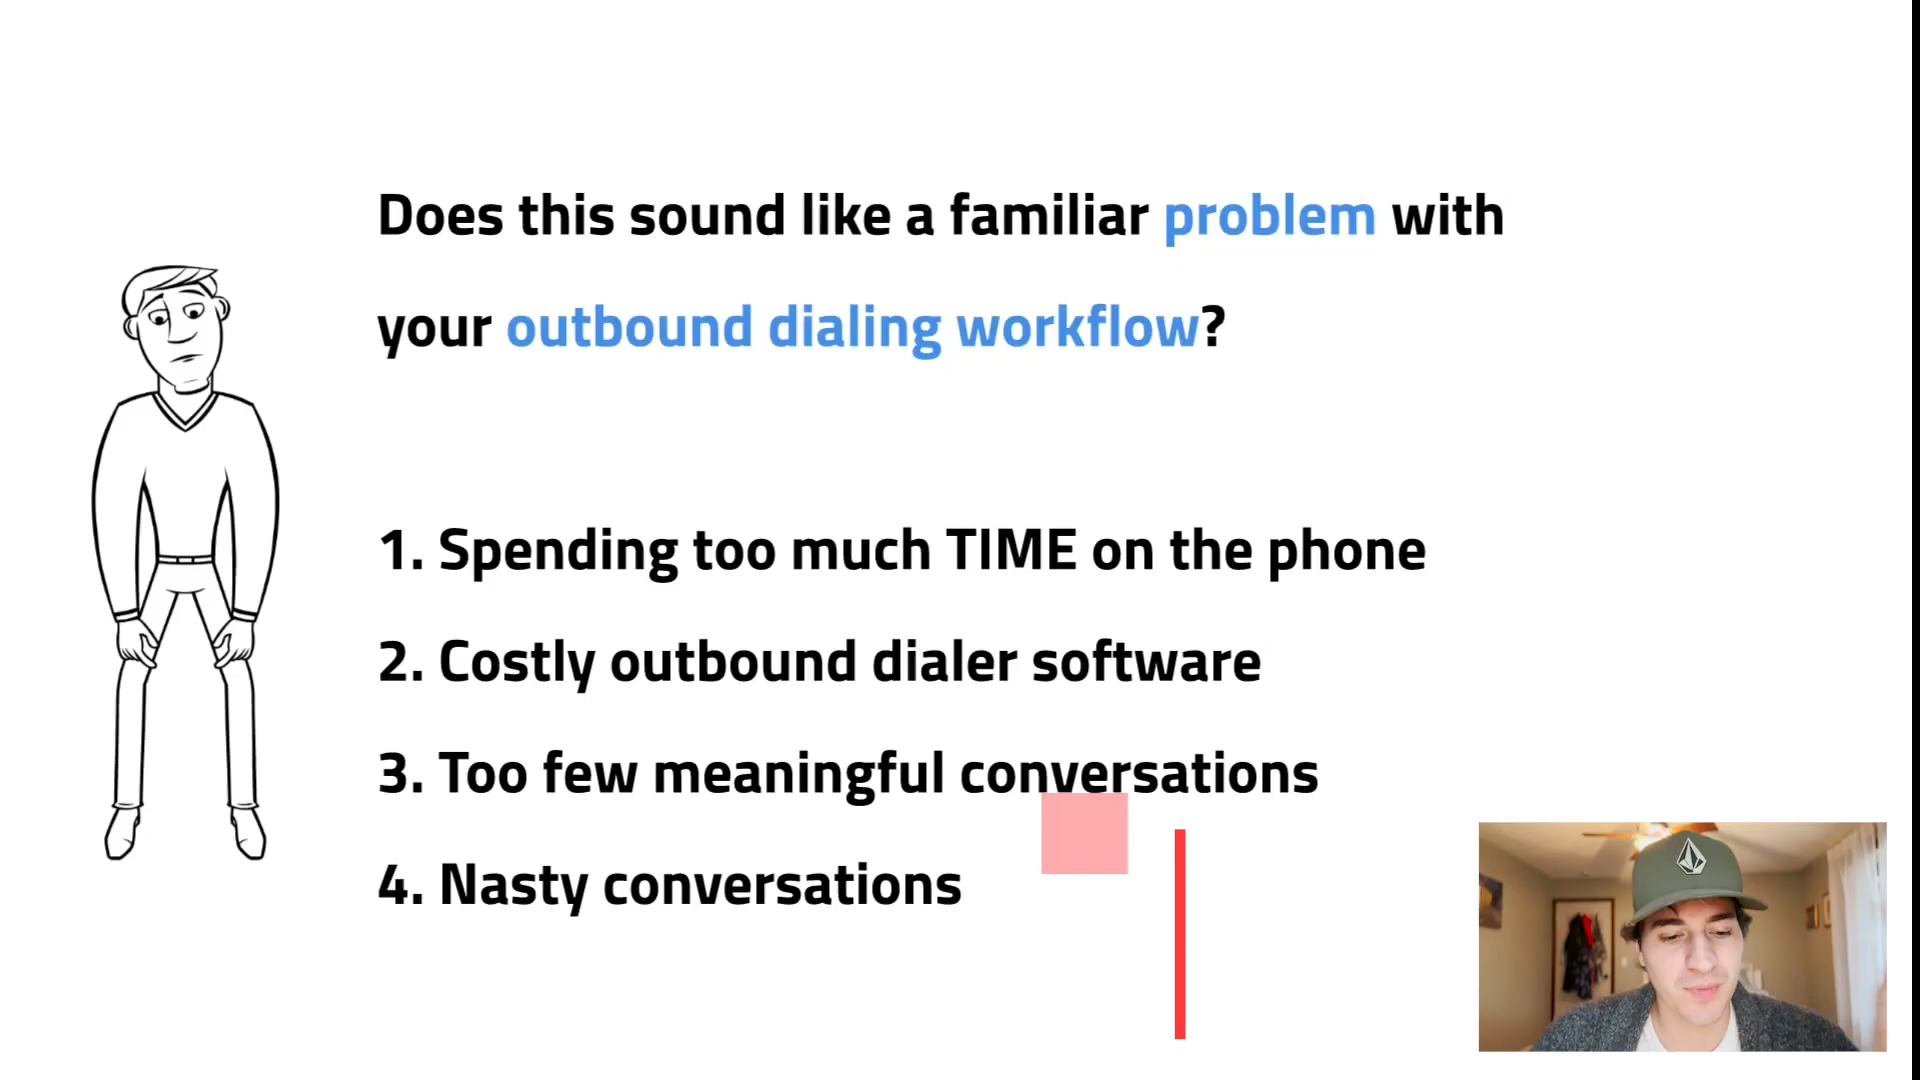 Does this sound like a familiar problem with
your outbound dialing workflow?
1. Spending too much TIME on the phone
2. Costly outbound dialer software
3. Too few meaningful conversations
4. Nasty conversations